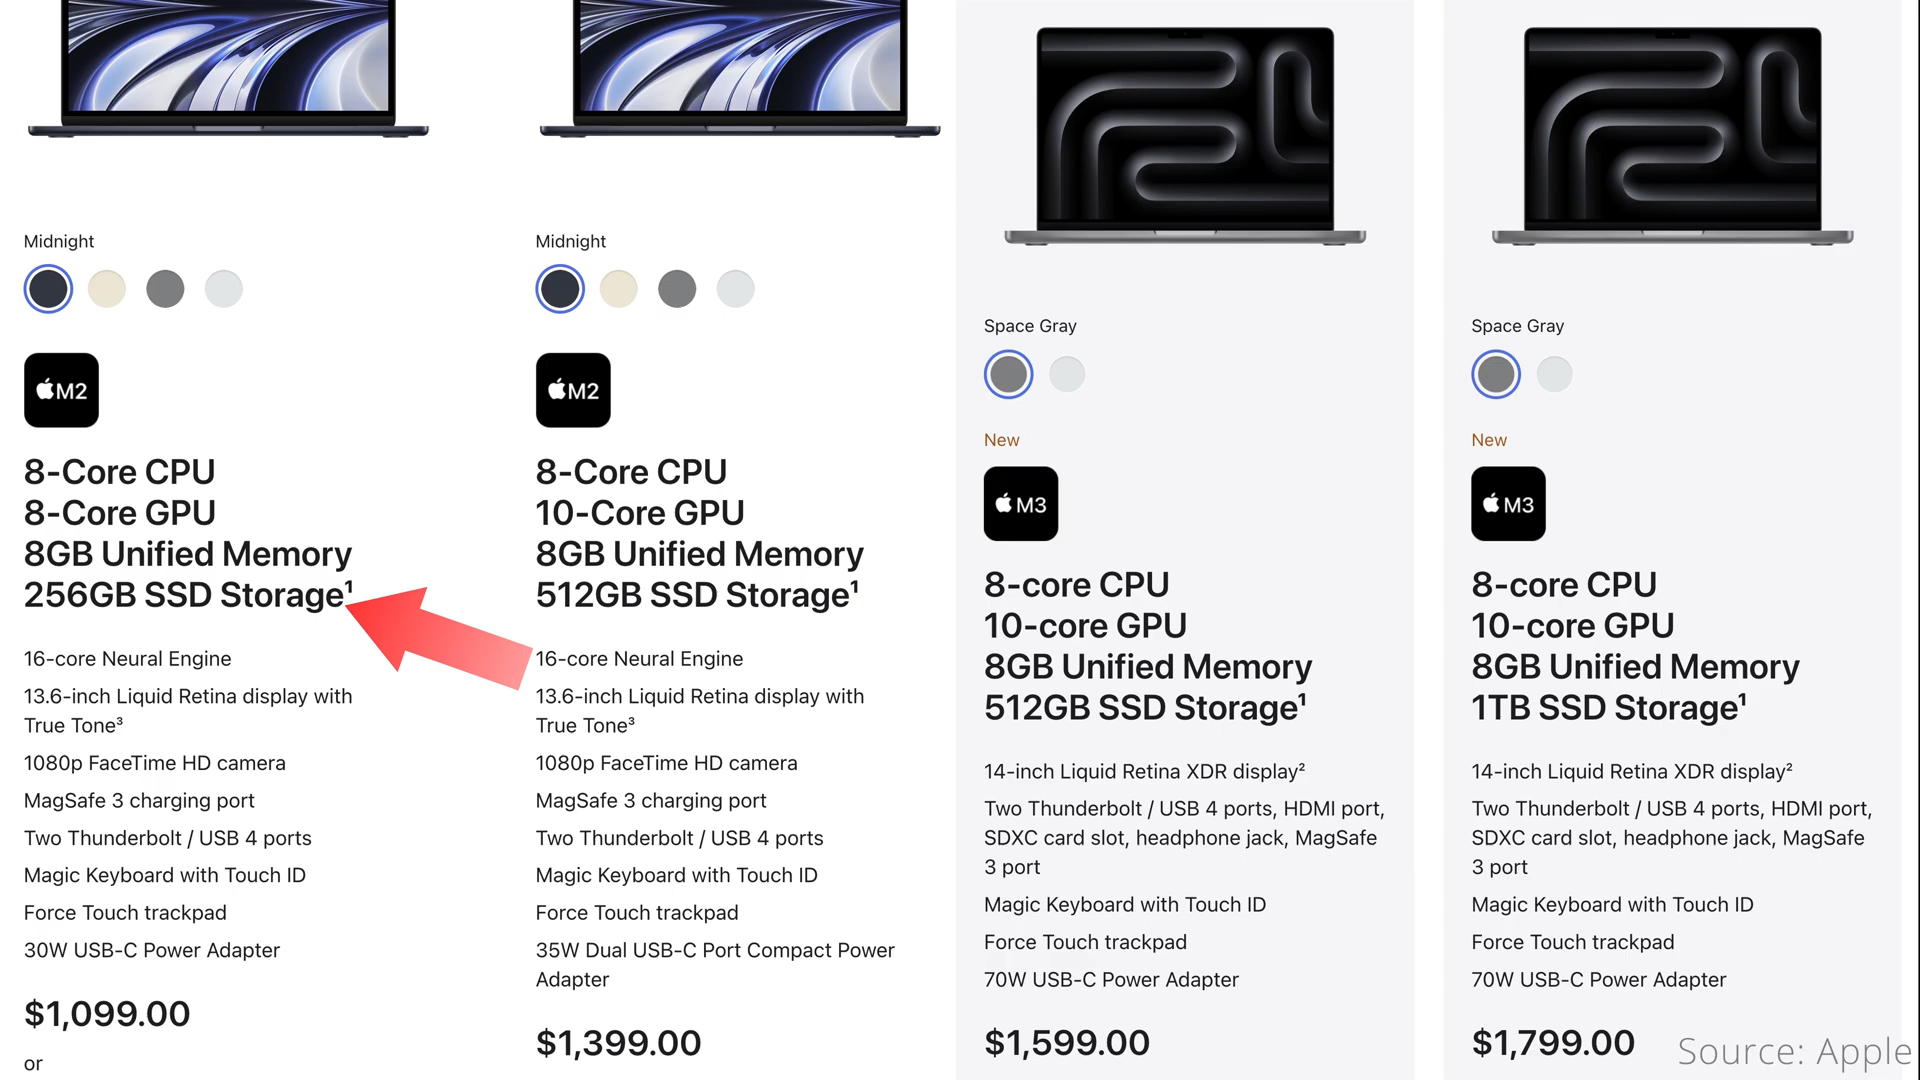 Midnight
M2
8-Core CPU
8-Core GPU
8GB Unified Memory
256GB SSD Storage¹
16-core Neural Engine
13.6-inch Liquid Retina display with
True Tone³
1080p FaceTime HD camera
MagSafe 3 charging port
Two Thunderbolt / USB 4 ports
Magic Keyboard with Touch ID
Force Touch trackpad
30W USB-C Power Adapter
$1,099.00
or
Midnight
M2
8-Core CPU
10-Core GPU
8GB Unified Memory
512GB SSD Storage¹
16-core Neural Engine
13.6-inch Liquid Retina display with
True Tone³
1080p FaceTime HD camera
MagSafe 3 charging port
Two Thunderbolt / USB 4 ports
Magic Keyboard with Touch ID
Force Touch trackpad
35W Dual USB-C Port Compact Power
Adapter
$1,399.00
Space Gray
New
M3
8-core CPU
10-core GPU
8GB Unified Memory
512GB SSD Storage¹
14-inch Liquid Retina XDR display²
Two Thunderbolt / USB 4 ports, HDMI port,
SDXC card slot, headphone jack, MagSafe
3 port
Magic Keyboard with Touch ID
Force Touch trackpad
70W USB-C Power Adapter
$1,599.00
Space Gray
New
M3
8-core CPU
10-core GPU
8GB Unified Memory
1TB SSD Storage¹
14-inch Liquid Retina XDR display²
Two Thunderbolt / USB 4 ports, HDMI port,
SDXC card slot, headphone jack, MagSafe
3 port
Magic Keyboard with Touch ID
Force Touch trackpad
70W USB-C Power Adapter
$1,799.00
Source: Apple